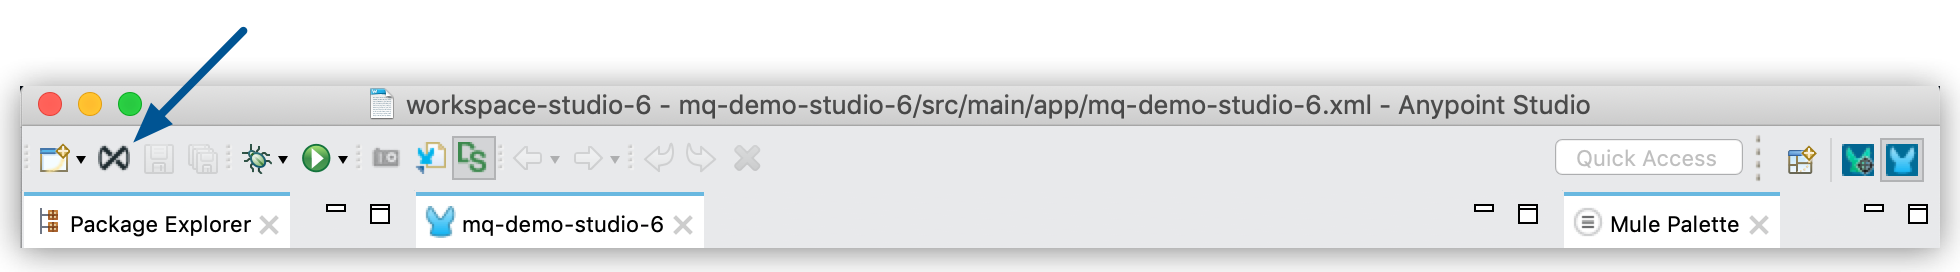 workspace-studio-6 - mq-demo-studio-6/src/main/app/mq-demo-studio-6.xml - Anypoint Studio
DS
Quick Access
Package Explorer
mq-demo-studio-6
Mule Palette